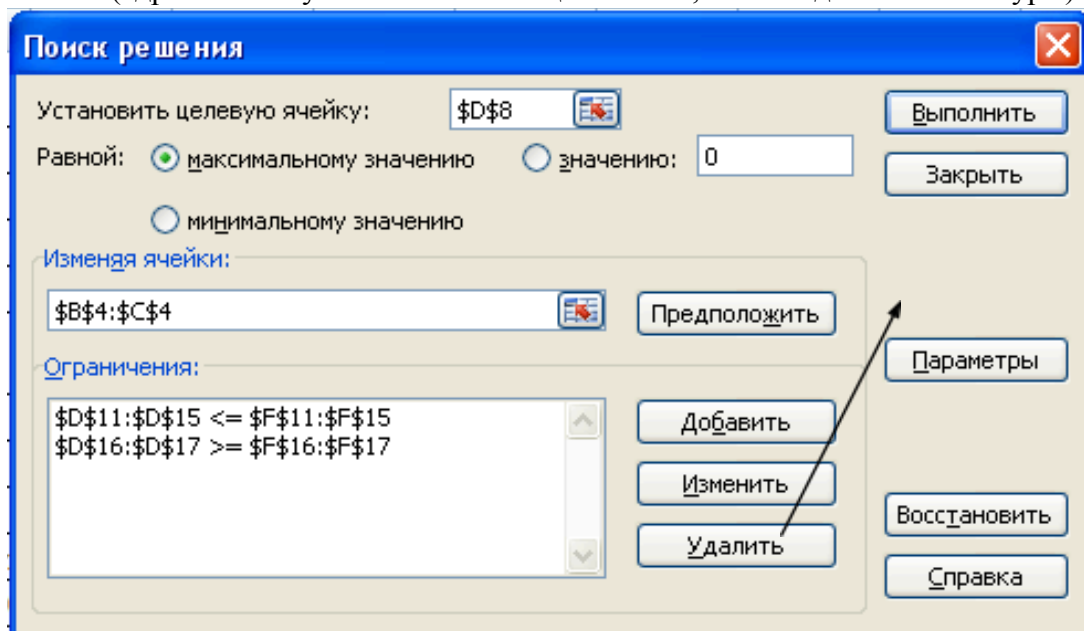 Поиск решения
Установить целевую ячейку: $D$8
Выполнить
Равной: максимальному значению значению: 0
Закрыть
минимальному значению
Изменяя ячейки:
$B$4:$C$4
Предположить
Ограничения:
Параметры
$D$11:$D$15 <= $F$11:$F$15
Добавить
$D$16:$D$17 >= $F$16:$F$17
Изменить
Восстановить
Удалить
Справка